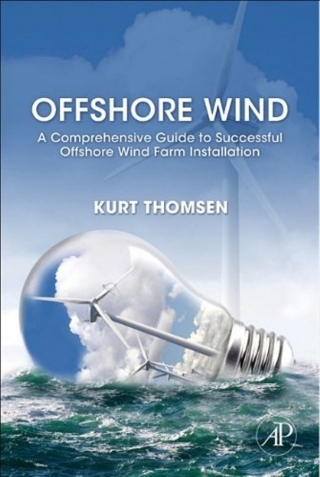 OFFSHORE WIND
A Comprehensive Guide to Successful
Offshore Wind Farm Installation
KURT THOMSEN
AP